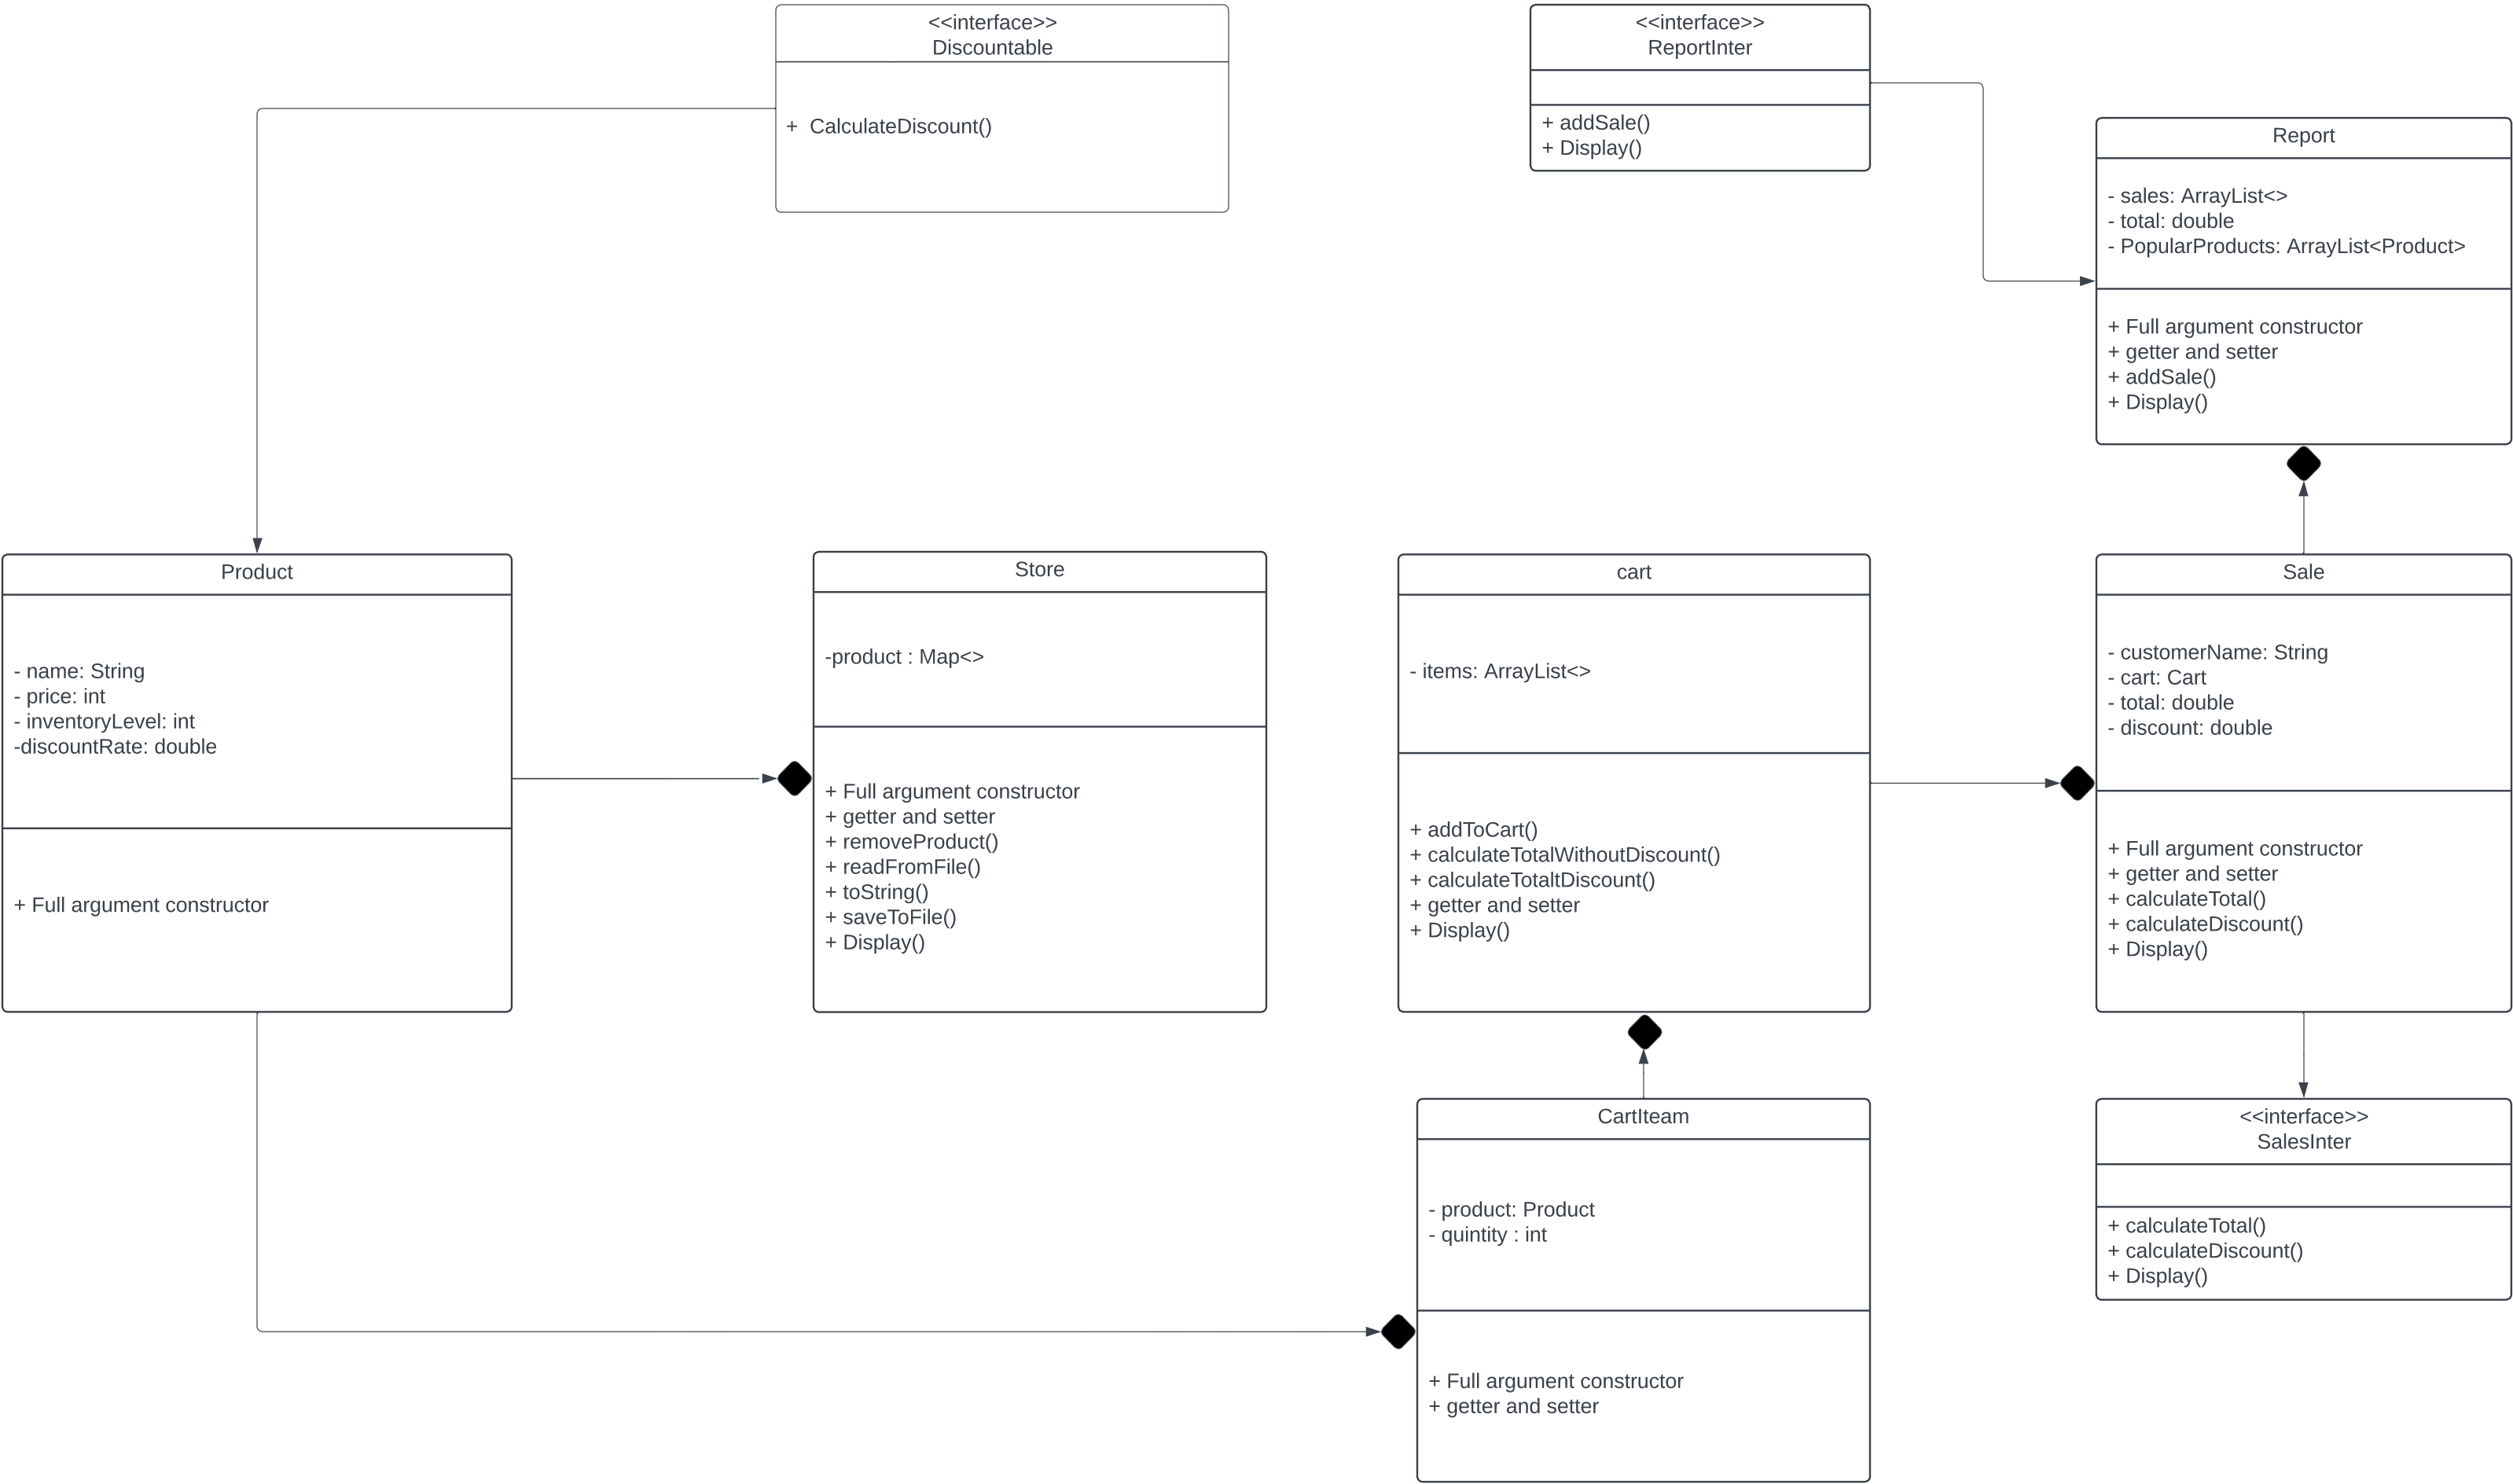 <<interface>>
Discountable
+  CalculateDiscount()
<<interface>>
ReportInter
+ addSale()
+ Display()
Report
- sales: ArrayList<>
- total: double
- PopularProducts: ArrayList<Product>
+ Full argument constructor
+ getter and setter
+ addSale()
+ Display()
Product
- name: String
- price: int
- inventoryLevel: int
-discountRate: double
+ Full argument constructor
Store
-product : Map<>
+ Full argument constructor
+ getter and setter
+ removeProduct()
+ readFromFile()
+ toString()
+ saveToFile()
+ Display()
cart
- items: ArrayList<>
+ addToCart()
+ calculateTotalWithoutDiscount()
+ calculateTotaltDiscount()
+ getter and setter
+ Display()
Sale
- customerName: String
- cart: Cart
- total: double
- discount: double
+ Full argument constructor
+ getter and setter
+ calculateTotal()
+ calculateDiscount()
+ Display()
CartIteam
- product: Product
- quintity : int
+ Full argument constructor
+ getter and setter
<<interface>>
SalesInter
+ calculateTotal()
+ calculateDiscount()
+ Display()